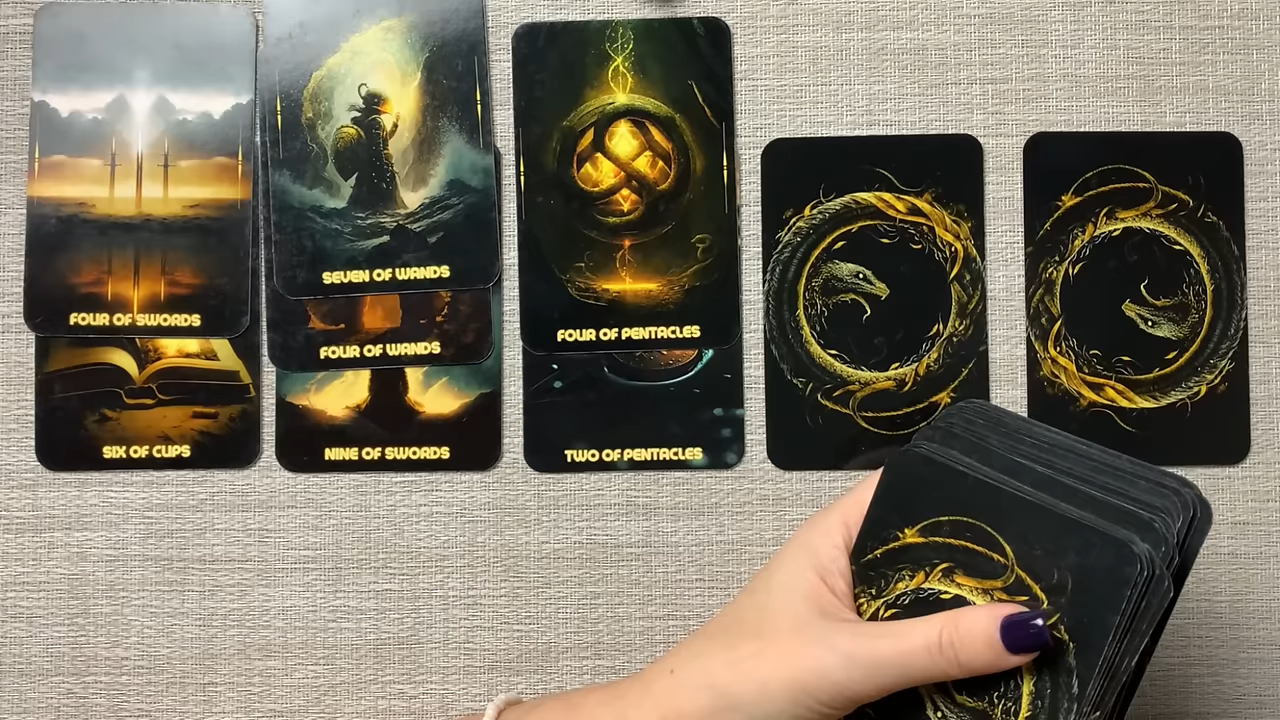 FOUR OF SWORDS
SIX OF CUPS
SEVEN OF WANDS
FOUR OF WANDS
NINE OF SWORDS
FOUR OF PENTACLES
TWO OF PENTACLES